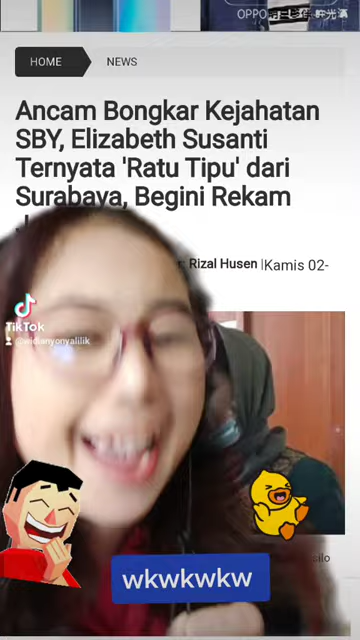 HOME
NEWS
Ancam Bongkar Kejahatan
SBY, Elizabeth Susanti
Ternyata 'Ratu Tipu' dari
Surabaya, Begini Rekam
Rizal Husen |Kamis 02-
TikTok
wkwkwkw